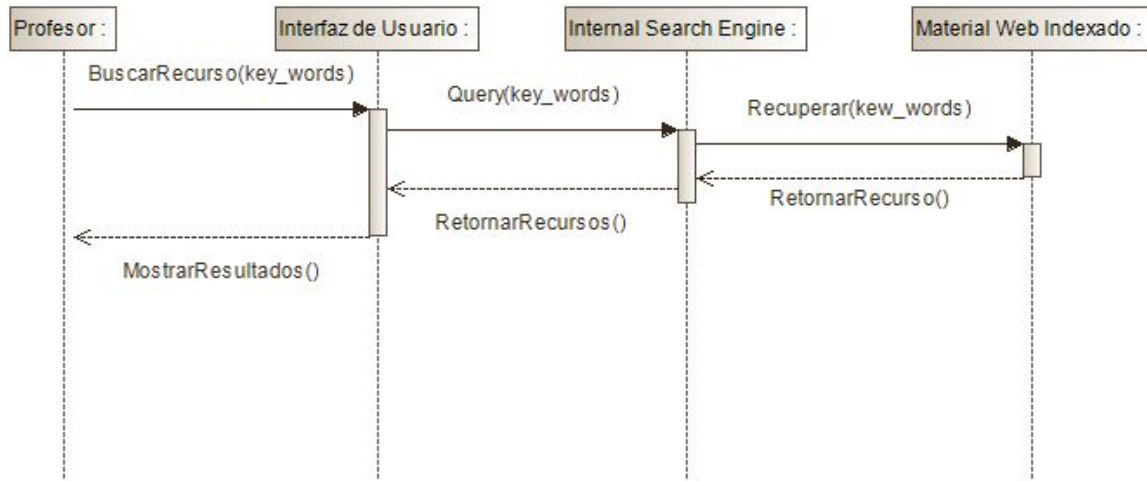 Profesor :
Interfaz de Usuario :
Internal Search Engine :
Material Web Indexado :
BuscarRecurso(key_words)
Query(key_words)
Recuperar(kew_words)
RetornarRecurso()
RetornarRecursos()
MostrarResultados()